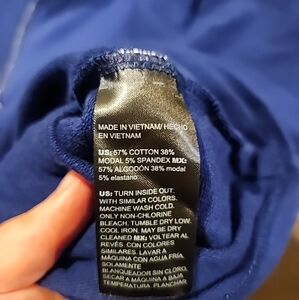 MADE IN VIETNAM/ HECHO
EN VIETNAM
US: 57% COTTON 38%
MODAL 5% SPANDEX MX:
57% ALGODÓN 38% modal
5% elastano
US: TURN INSIDE OUT.
WITH SIMILAR COLORS.
MACHINE WASH COLD.
ONLY NON-CHLORINE
BLEACH. TUMBLE DRY LOW.
COOL IRON. MAY BE DRY
CLEANED MX: VOLTEAR AL
REVÉS. CON COLORES
SIMILARES. LAVAR A
MÁQUINA CON AGUA FRÍA.
SOLAMENTE
BLANQUEADOR SIN CLORO.
SECAR A MÁQUINA A BAJA
TEMPERATURA. PLANCHAR